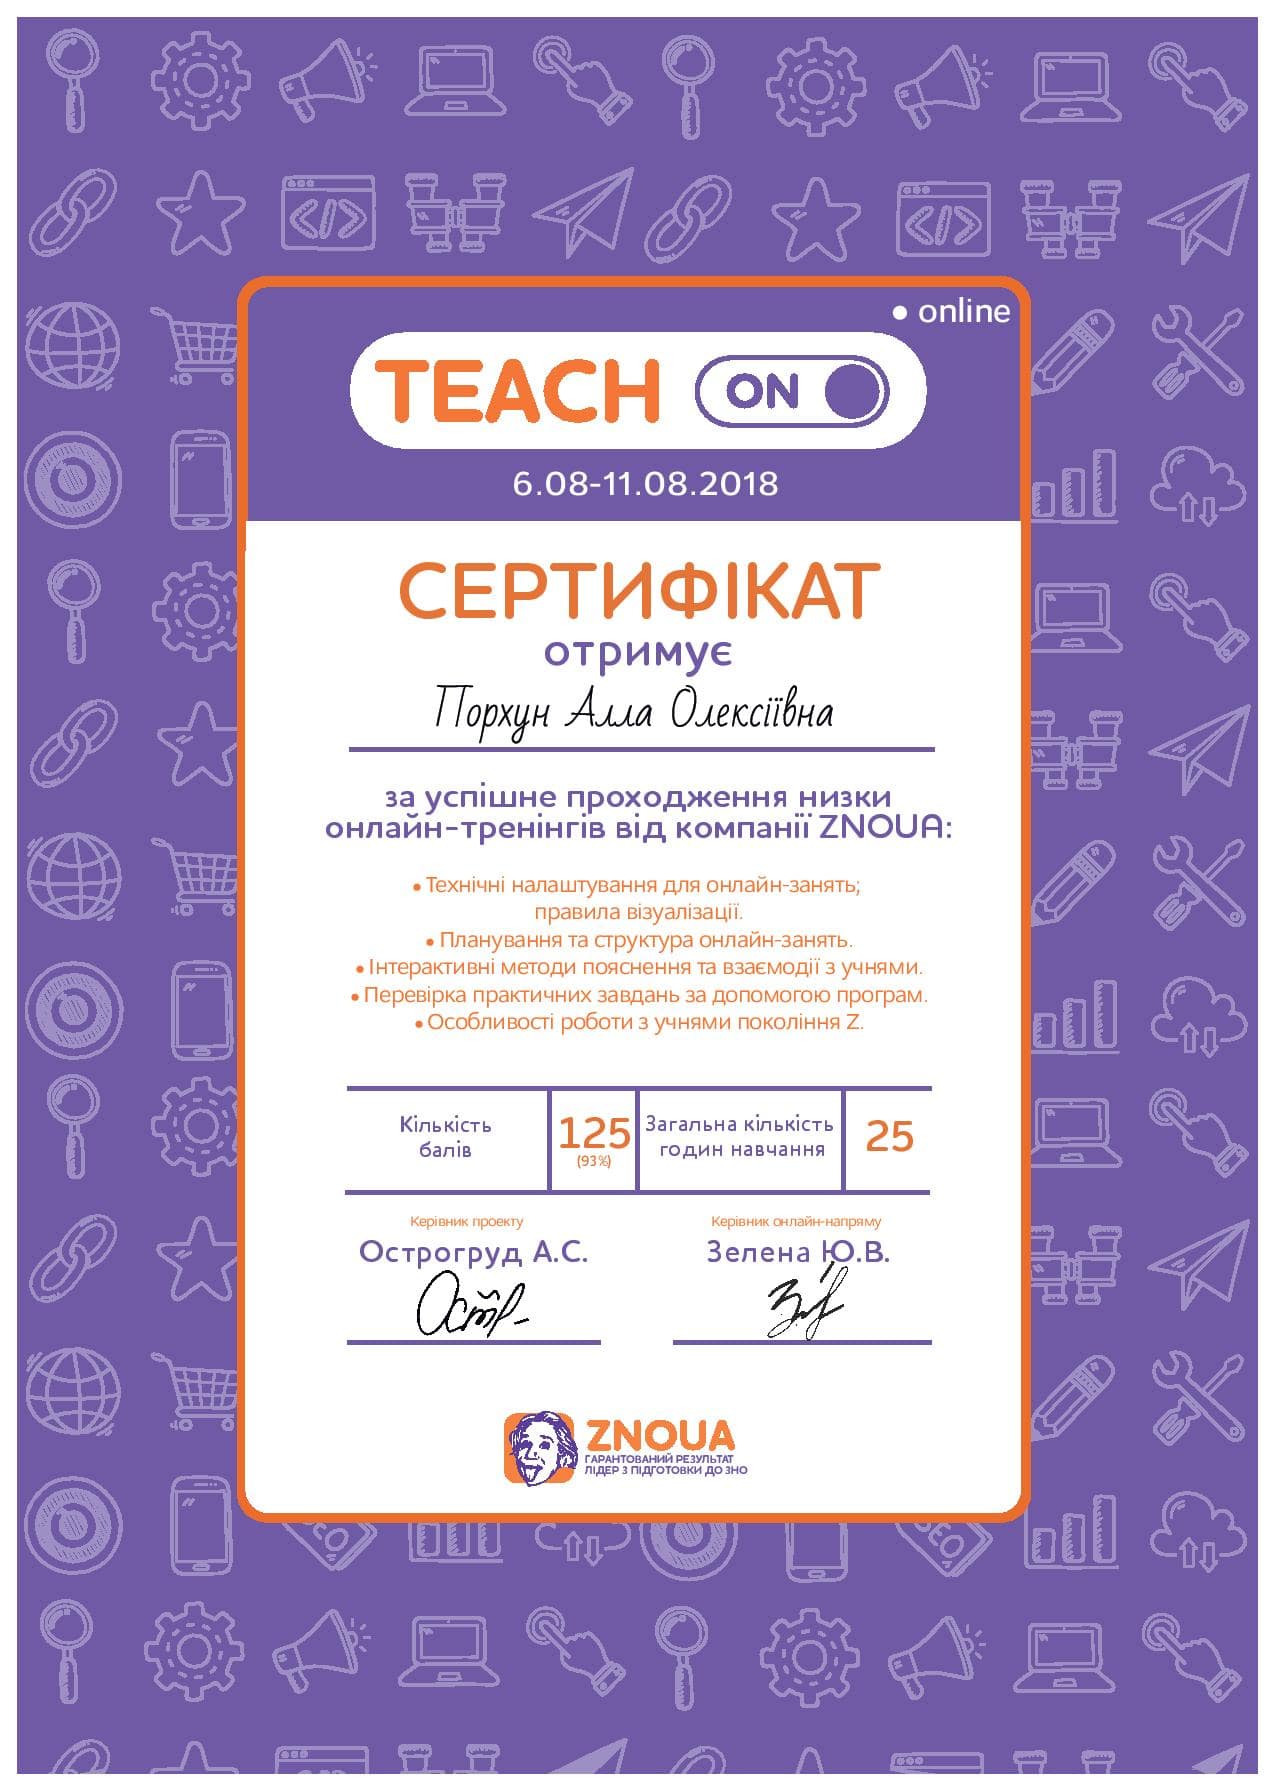 • online
TEACH ON
6.08-11.08.2018
СЕРТИФІКАТ
отримує
Порхун Алла Олексіївна
за успішне проходження низки
онлайн-тренінгів від компанії ZNOUA:
• Технічні налаштування для онлайн-занять;
правила візуалізації.
• Планування та структура онлайн-занять.
• Інтерактивні методи пояснення та взаємодії з учнями.
• Перевірка практичних завдань за допомогою програм.
• Особливості роботи з учнями покоління Z.
Кількість
балів
125
(93%)
Загальна кількість
годин навчання
25
Керівник проекту
Острогруд А.С.
Керівник онлайн-напряму
Зелена Ю.В.
ZNOUA
ГАРАНТОВАНИЙ РЕЗУЛЬТАТ
ЛІДЕР З ПІДГОТОВКИ ДО ЗНО
SEO
SEO